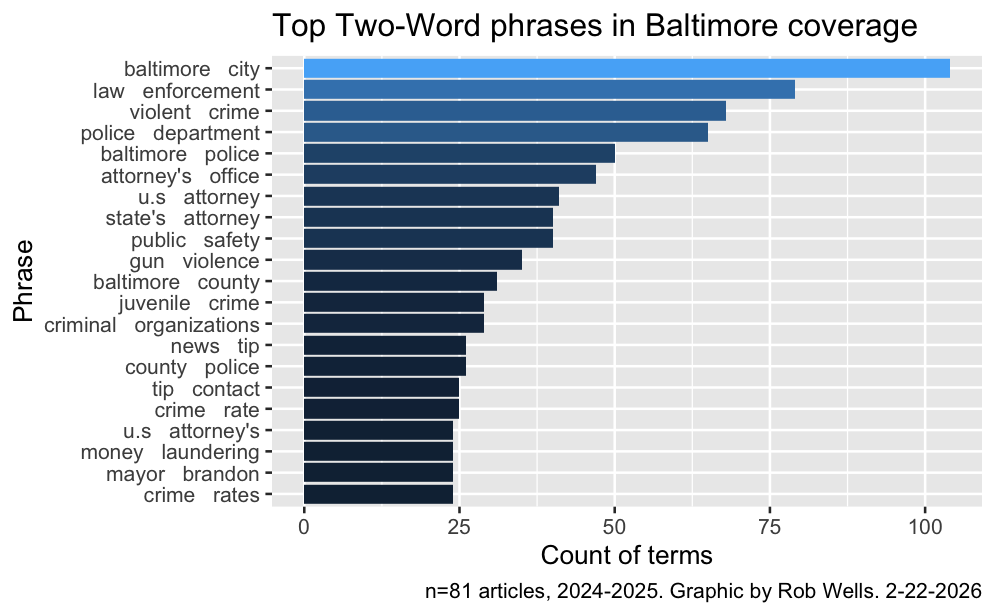 Top Two-Word phrases in Baltimore coverage
baltimore city
law enforcement
violent crime
police department
baltimore police
attorney's office
u.s attorney
state's attorney
public safety
gun violence
baltimore county
juvenile crime
criminal organizations
news tip
county police
tip contact
crime rate
u.s attorney's
money laundering
mayor brandon
crime rates
Phrase
0 25 50 75 100
Count of terms
n=81 articles, 2024-2025. Graphic by Rob Wells. 2-22-2026